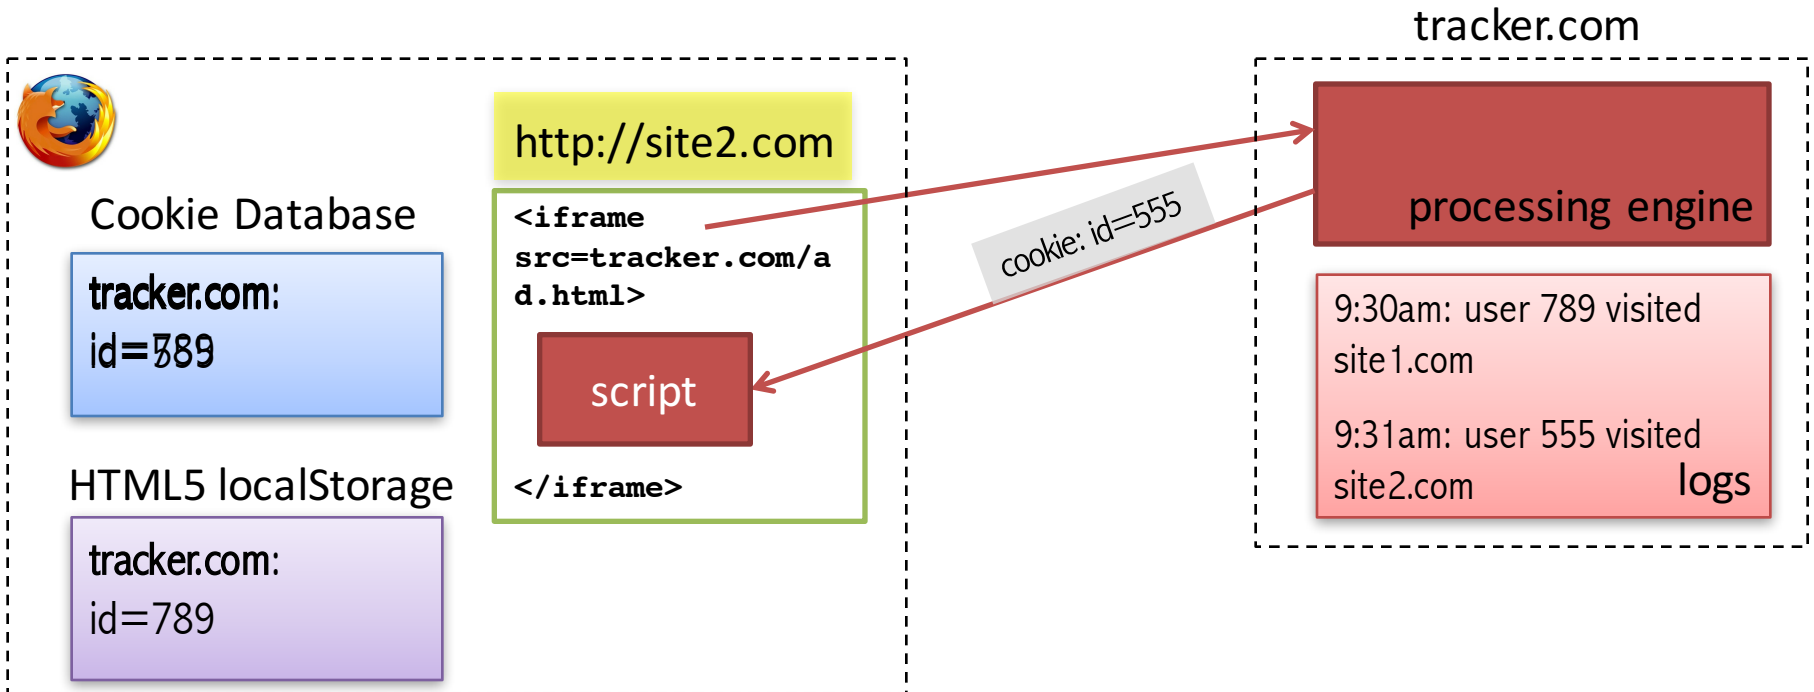 tracker.com
http://site2.com
Cookie Database
tracker.com:
<iframe
src=tracker.com/a
d.html>
script
</iframe>
cookie: id=555
processing engine
9:30am: user 789 visited
site1.com
9:31am: user 555 visited
site2.com
logs
HTML5 localStorage
tracker.com:
id=789